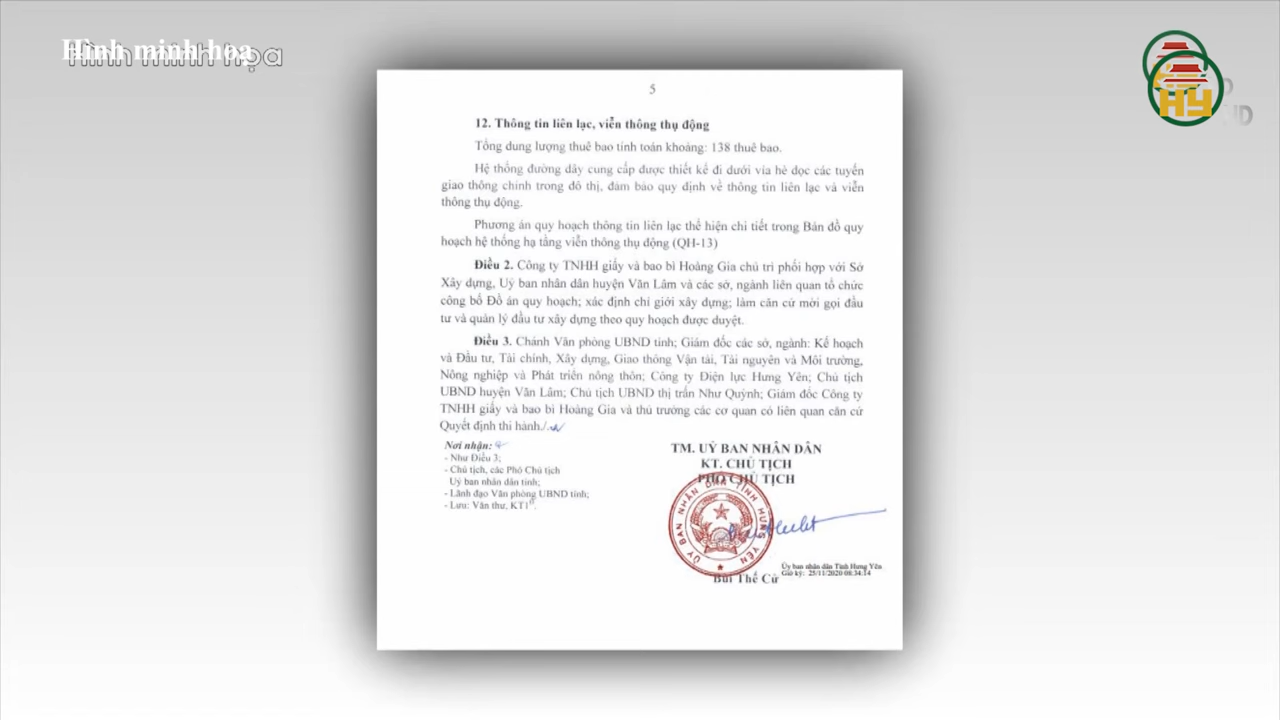 Hình minh họa
Hình minh họa
HY
5
12. Thông tin liên lạc, viễn thông thụ động
Tổng dung lượng thuê bao tính toán khoảng: 138 thuê bao.
Hệ thống đường dây cung cấp được thiết kế đi dưới vỉa hè dọc các tuyến
giao thông chính trong đô thị, đảm bảo quy định về thông tin liên lạc và viễn
thông thụ động.
Phương án quy hoạch thông tin liên lạc thể hiện chi tiết trong Bản đồ quy
hoạch hệ thống hạ tầng viễn thông thụ động (QH-13)
Điều 2. Công ty TNHH giấy và bao bì Hoàng Gia chủ trì phối hợp với Sở
Xây dựng, Uỷ ban nhân dân huyện Văn Lâm và các sở, ngành liên quan tổ chức
công bố Đồ án quy hoạch; xác định chỉ giới xây dựng; làm căn cứ mời gọi đầu
tư và quản lý đầu tư xây dựng theo quy hoạch được duyệt.
Điều 3. Chánh Văn phòng UBND tỉnh; Giám đốc các sở, ngành: Kế hoạch
và Đầu tư, Tài chính, Xây dựng, Giao thông Vận tải, Tài nguyên và Môi trường,
Nông nghiệp và Phát triển nông thôn; Công ty Điện lực Hưng Yên; Chủ tịch
UBND huyện Văn Lâm; Chủ tịch UBND thị trấn Như Quỳnh; Giám đốc Công ty
TNHH giấy và bao bì Hoàng Gia và thủ trưởng các cơ quan có liên quan căn cứ
Quyết định thi hành./.
Nơi nhận:
- Như Điều 3;
- Chủ tịch, các Phó Chủ tịch
Uỷ ban nhân dân tỉnh;
- Lãnh đạo Văn phòng UBND tỉnh;
- Lưu: Văn thư, KT1
TM. UỶ BAN NHÂN DÂN
KT. CHỦ TỊCH
PHÓ CHỦ TỊCH
ỦY BAN NHÂN DÂN TỈNH HƯNG YÊN
Ủy ban nhân dân Tỉnh Hưng Yên
Giờ ký: 25/11/2020 08:34:14
Bùi Thế Cử